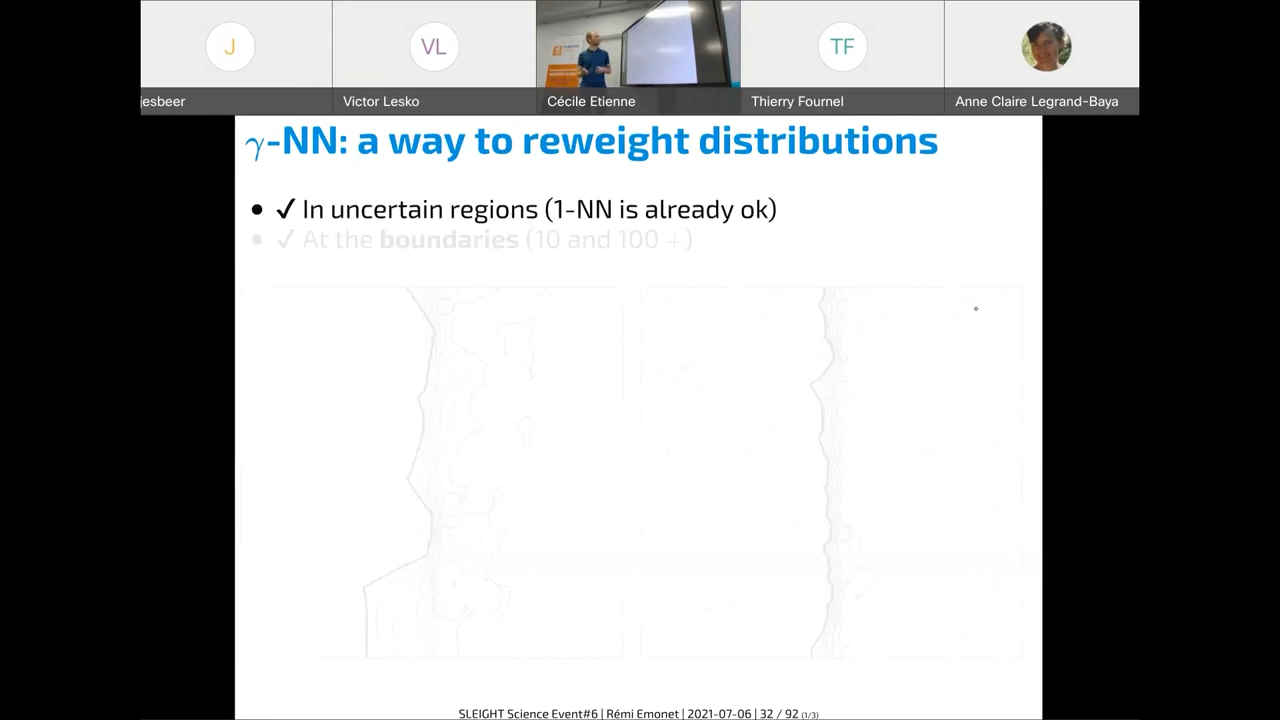 J
VL
TF
jesbeer
Victor Lesko
Cécile Etienne
Thierry Fournel
Anne Claire Legrand-Baya
γ-NN: a way to reweight distributions
• ✓ In uncertain regions (1-NN is already ok)
• ✓ At the boundaries (10 and 100 +)
SLEIGHT Science Event#6 | Rémi Emonet | 2021-07-06 | 32 / 92 (1/3)